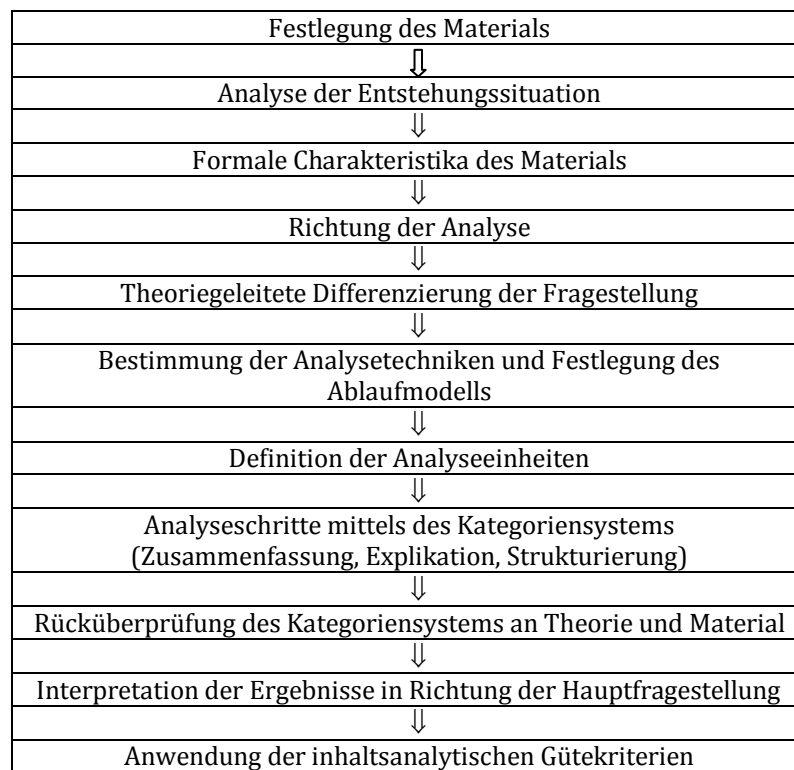 Festlegung des Materials
⇩
Analyse der Entstehungssituation
⇓
Formale Charakteristika des Materials
⇓
Richtung der Analyse
⇓
Theoriegeleitete Differenzierung der Fragestellung
⇓
Bestimmung der Analysetechniken und Festlegung des
Ablaufmodells
⇓
Definition der Analyseeinheiten
⇓
Analyseschritte mittels des Kategoriensystems
(Zusammenfassung, Explikation, Strukturierung)
⇓
Rücküberprüfung des Kategoriensystems an Theorie und Material
⇓
Interpretation der Ergebnisse in Richtung der Hauptfragestellung
⇓
Anwendung der inhaltsanalytischen Gütekriterien